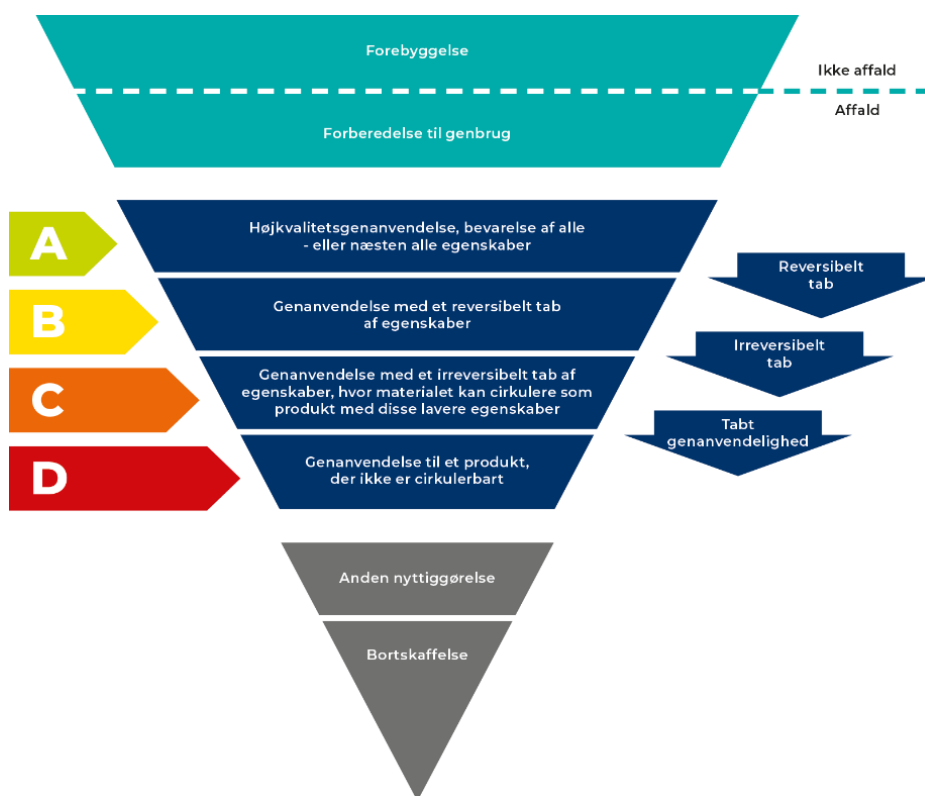 Forebyggelse
Ikke affald
Affald
Forberedelse til genbrug
A
Højkvalitetsgenanvendelse, bevarelse af alle
- eller næsten alle egenskaber
Reversibelt
tab
B
Genanvendelse med et reversibelt tab
af egenskaber
Irreversibelt
tab
C
Genanvendelse med et irreversibelt tab af
egenskaber, hvor materialet kan cirkulere som
produkt med disse lavere egenskaber
Tabt
genanvendelighed
D
Genanvendelse til et produkt,
der ikke er cirkulerbart
Anden nyttiggørelse
Bortskaffelse